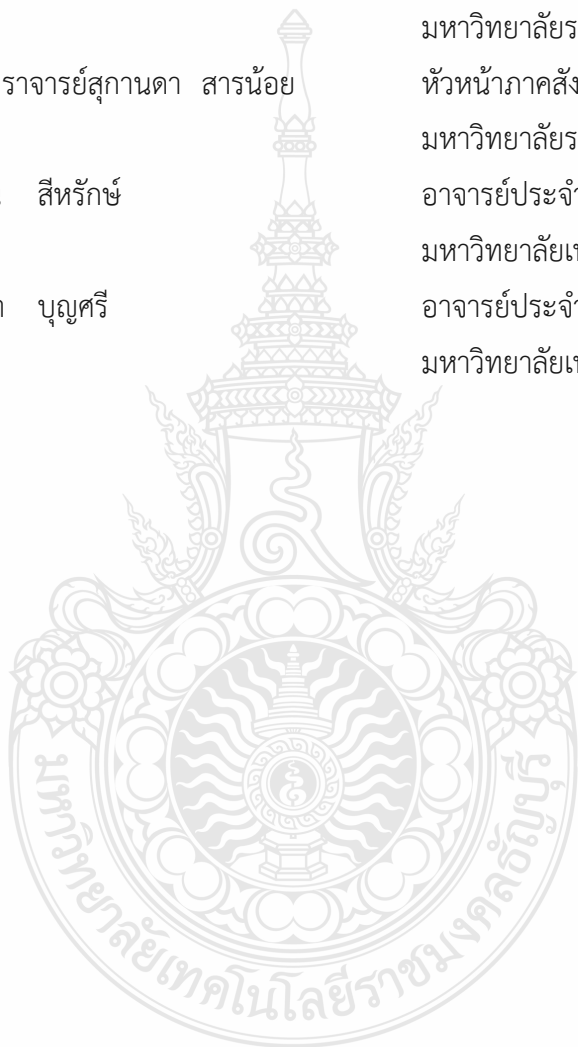 มหาวิทยาลัยร
ราจารย์สุกานดา สารน้อย หัวหน้าภาคสัง
มหาวิทยาลัยร
สีหรักษ์ อาจารย์ประจำ
มหาวิทยาลัยเท
บุญศรี อาจารย์ประจำ
มหาวิทยาลัยเท
มหาวิทยาลัยเทคโนโลยีราชมงคลธัญบุรี